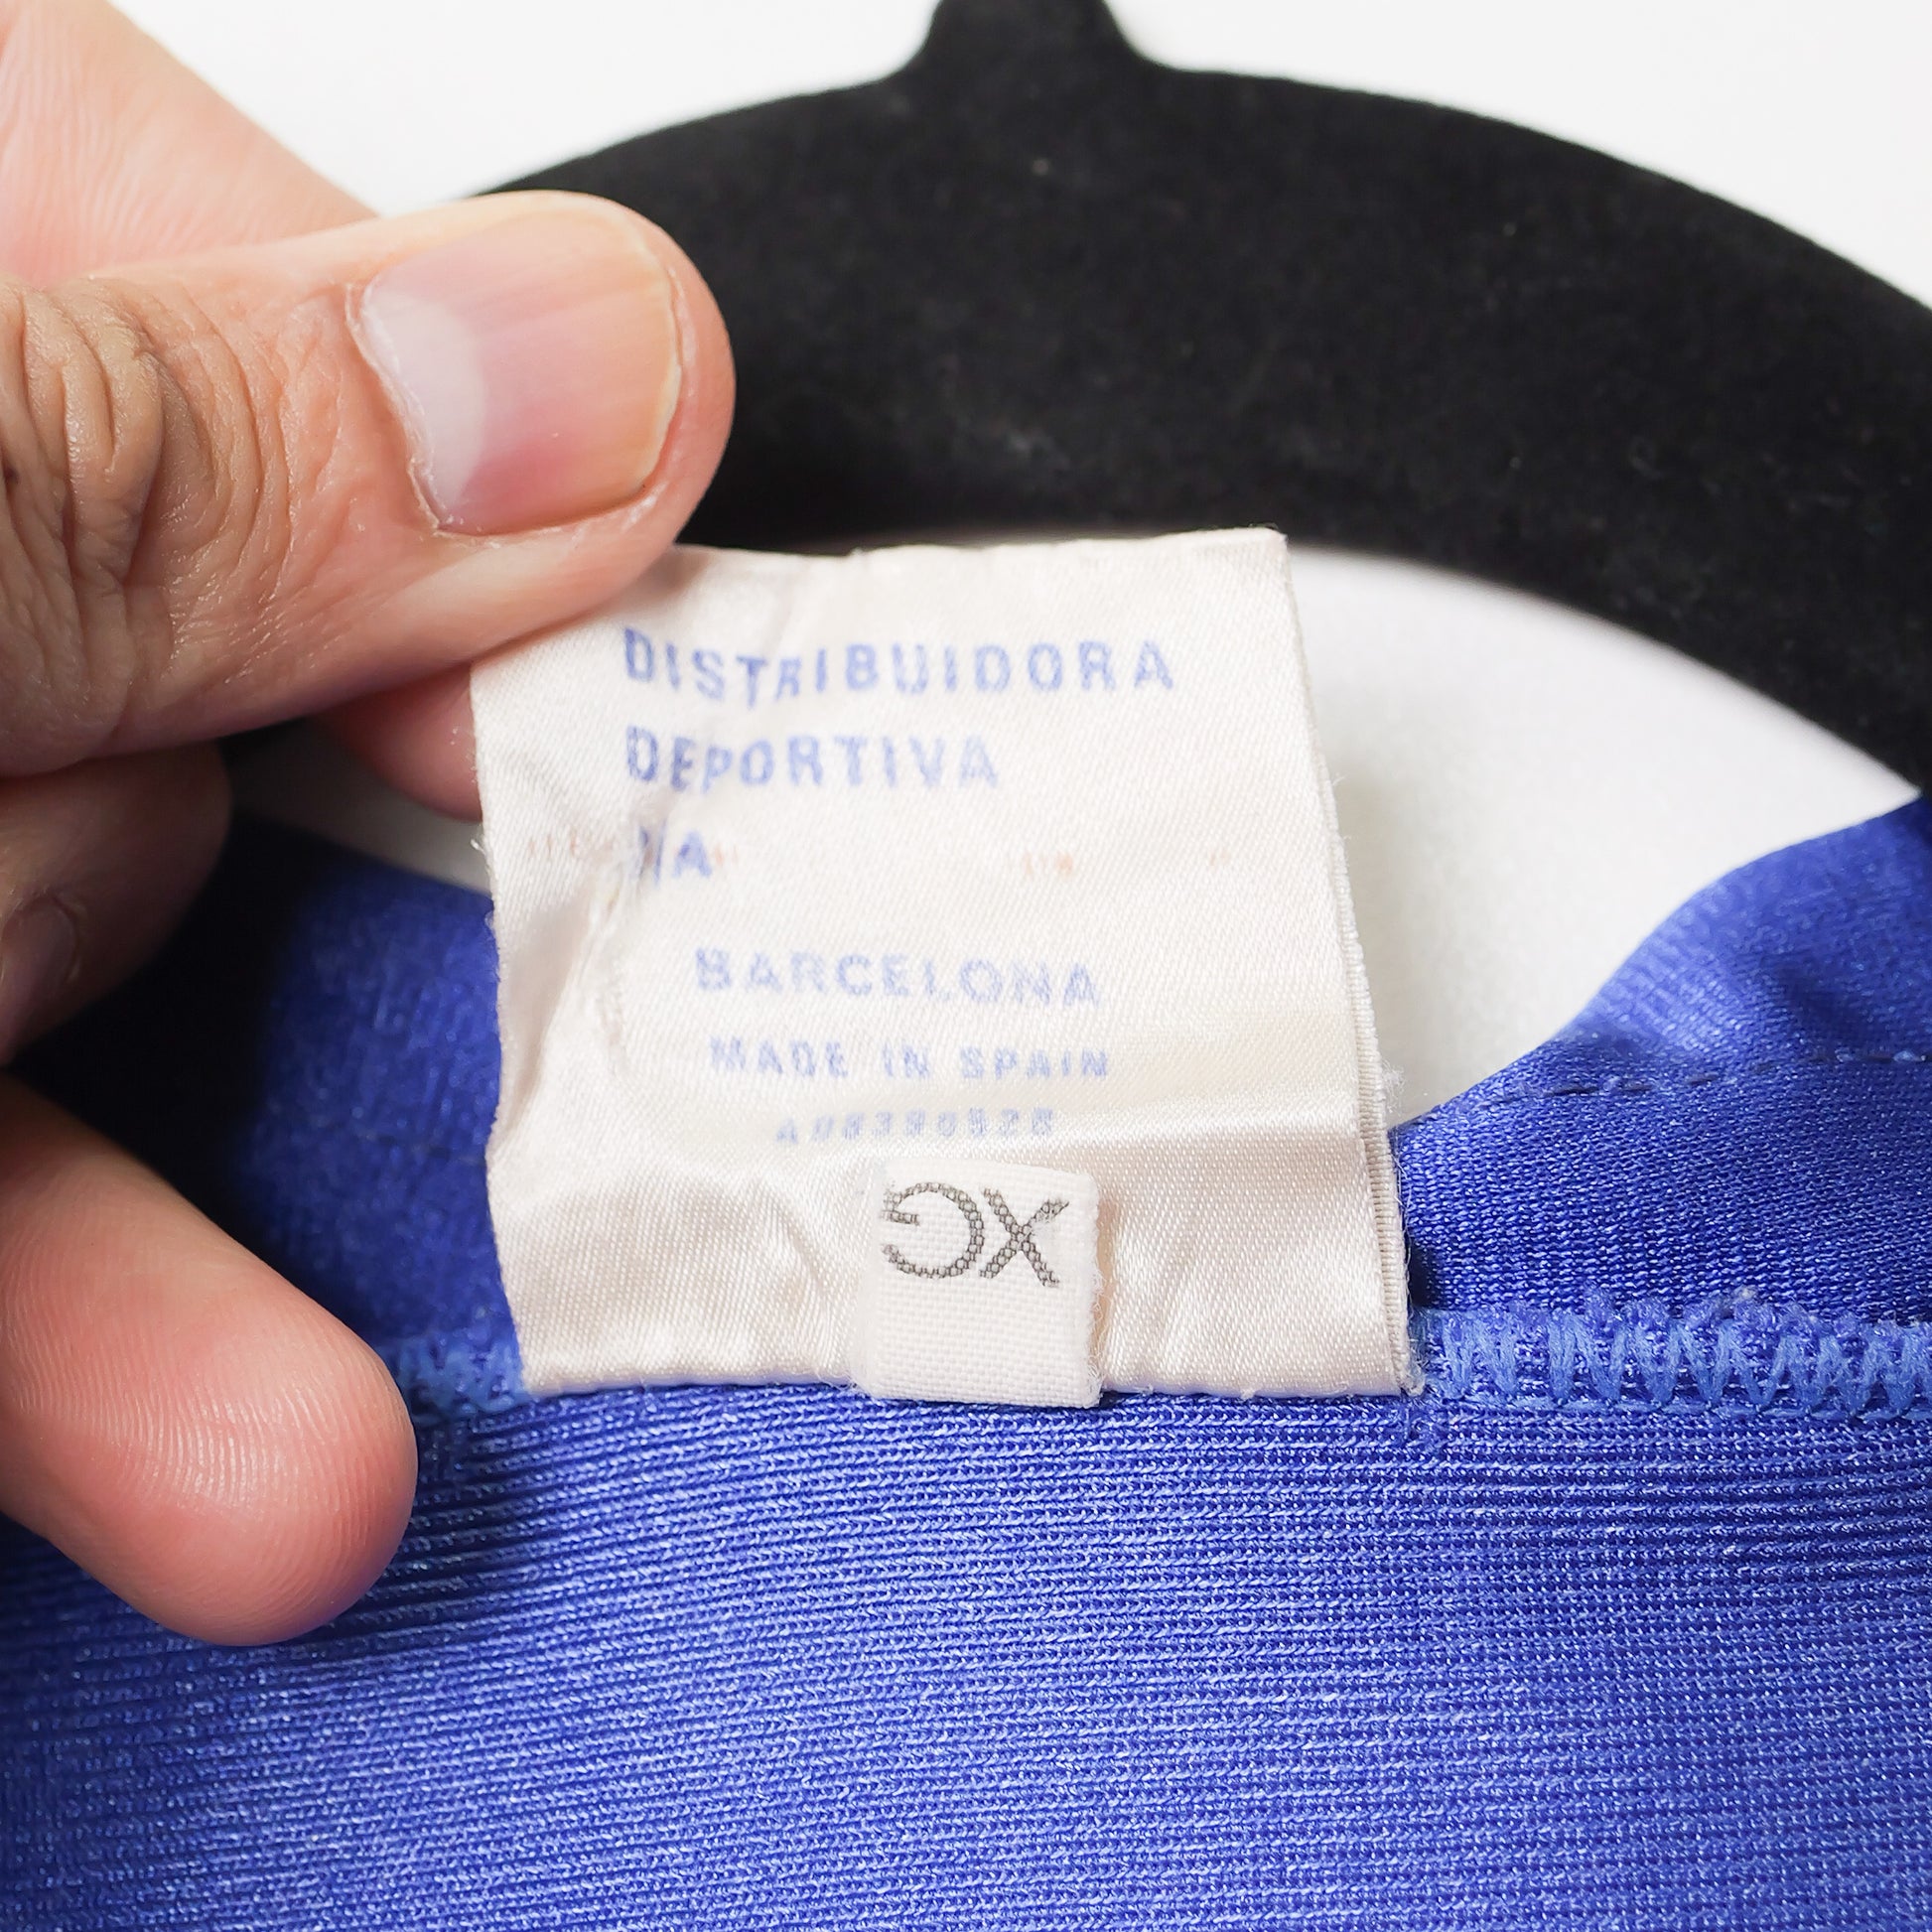 DISTRIBUIDORA
DEPORTIVA
S/A
BARCELONA
MADE IN SPAIN
XG